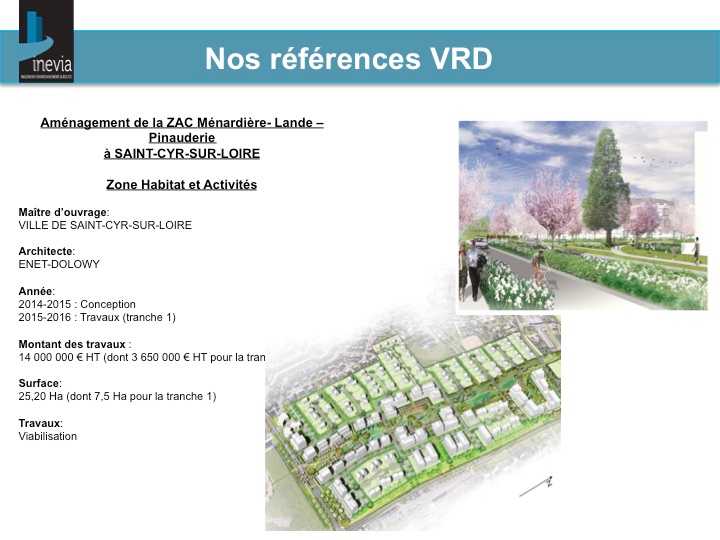 inevia
Nos références VRD
Aménagement de la ZAC Ménardière- Lande –
Pinauderie
à SAINT-CYR-SUR-LOIRE
Zone Habitat et Activités
Maître d'ouvrage:
VILLE DE SAINT-CYR-SUR-LOIRE
Architecte:
ENET-DOLOWY
Année:
2014-2015 : Conception
2015-2016 : Travaux (tranche 1)
Montant des travaux :
14 000 000 € HT (dont 3 650 000 € HT pour la tran
Surface:
25,20 Ha (dont 7,5 Ha pour la tranche 1)
Travaux:
Viabilisation